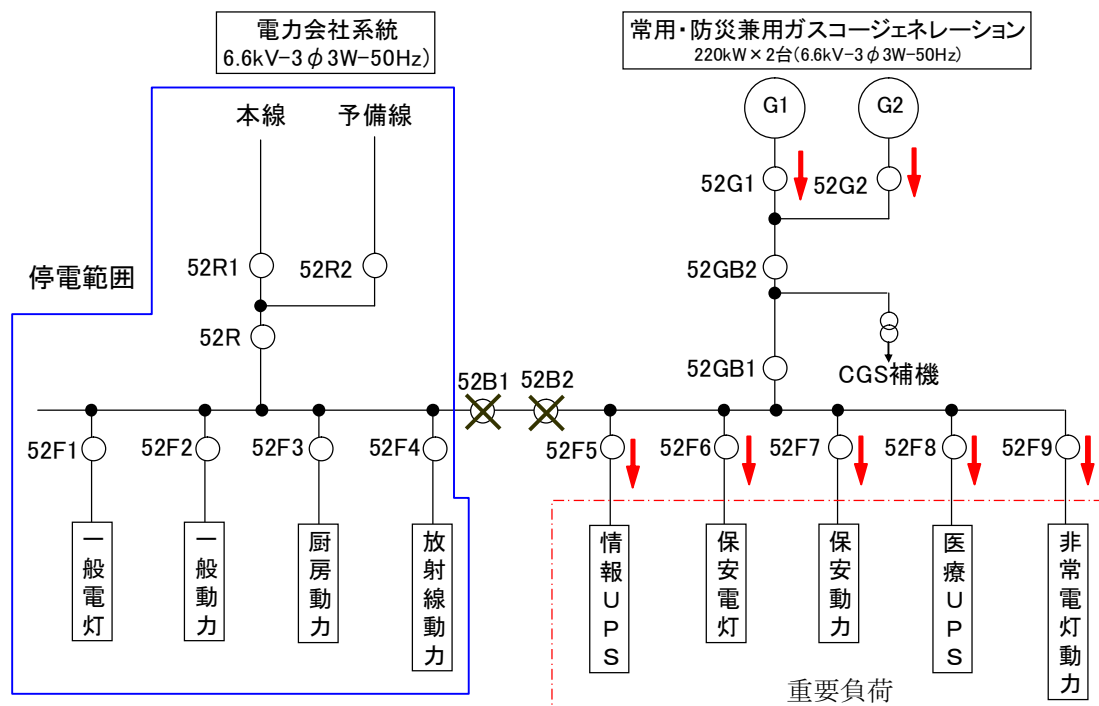 電力会社系統
6.6kV-3φ3W-50Hz)
常用・防災兼用ガスコージェネレーション
220kW×2台(6.6kV-3φ3W-50Hz)
本線
予備線
G1
G2
52G1
52G2
停電範囲
52R1
52R2
52GB2
52R
52GB1
CGS補機
52B1
52B2
52F1
52F2
52F3
52F4
52F5
52F6
52F7
52F8
52F9
一般電灯
一般動力
厨房動力
放射線動力
情報UPS
保安電灯
保安動力
医療UPS
非常電灯動力
重要負荷